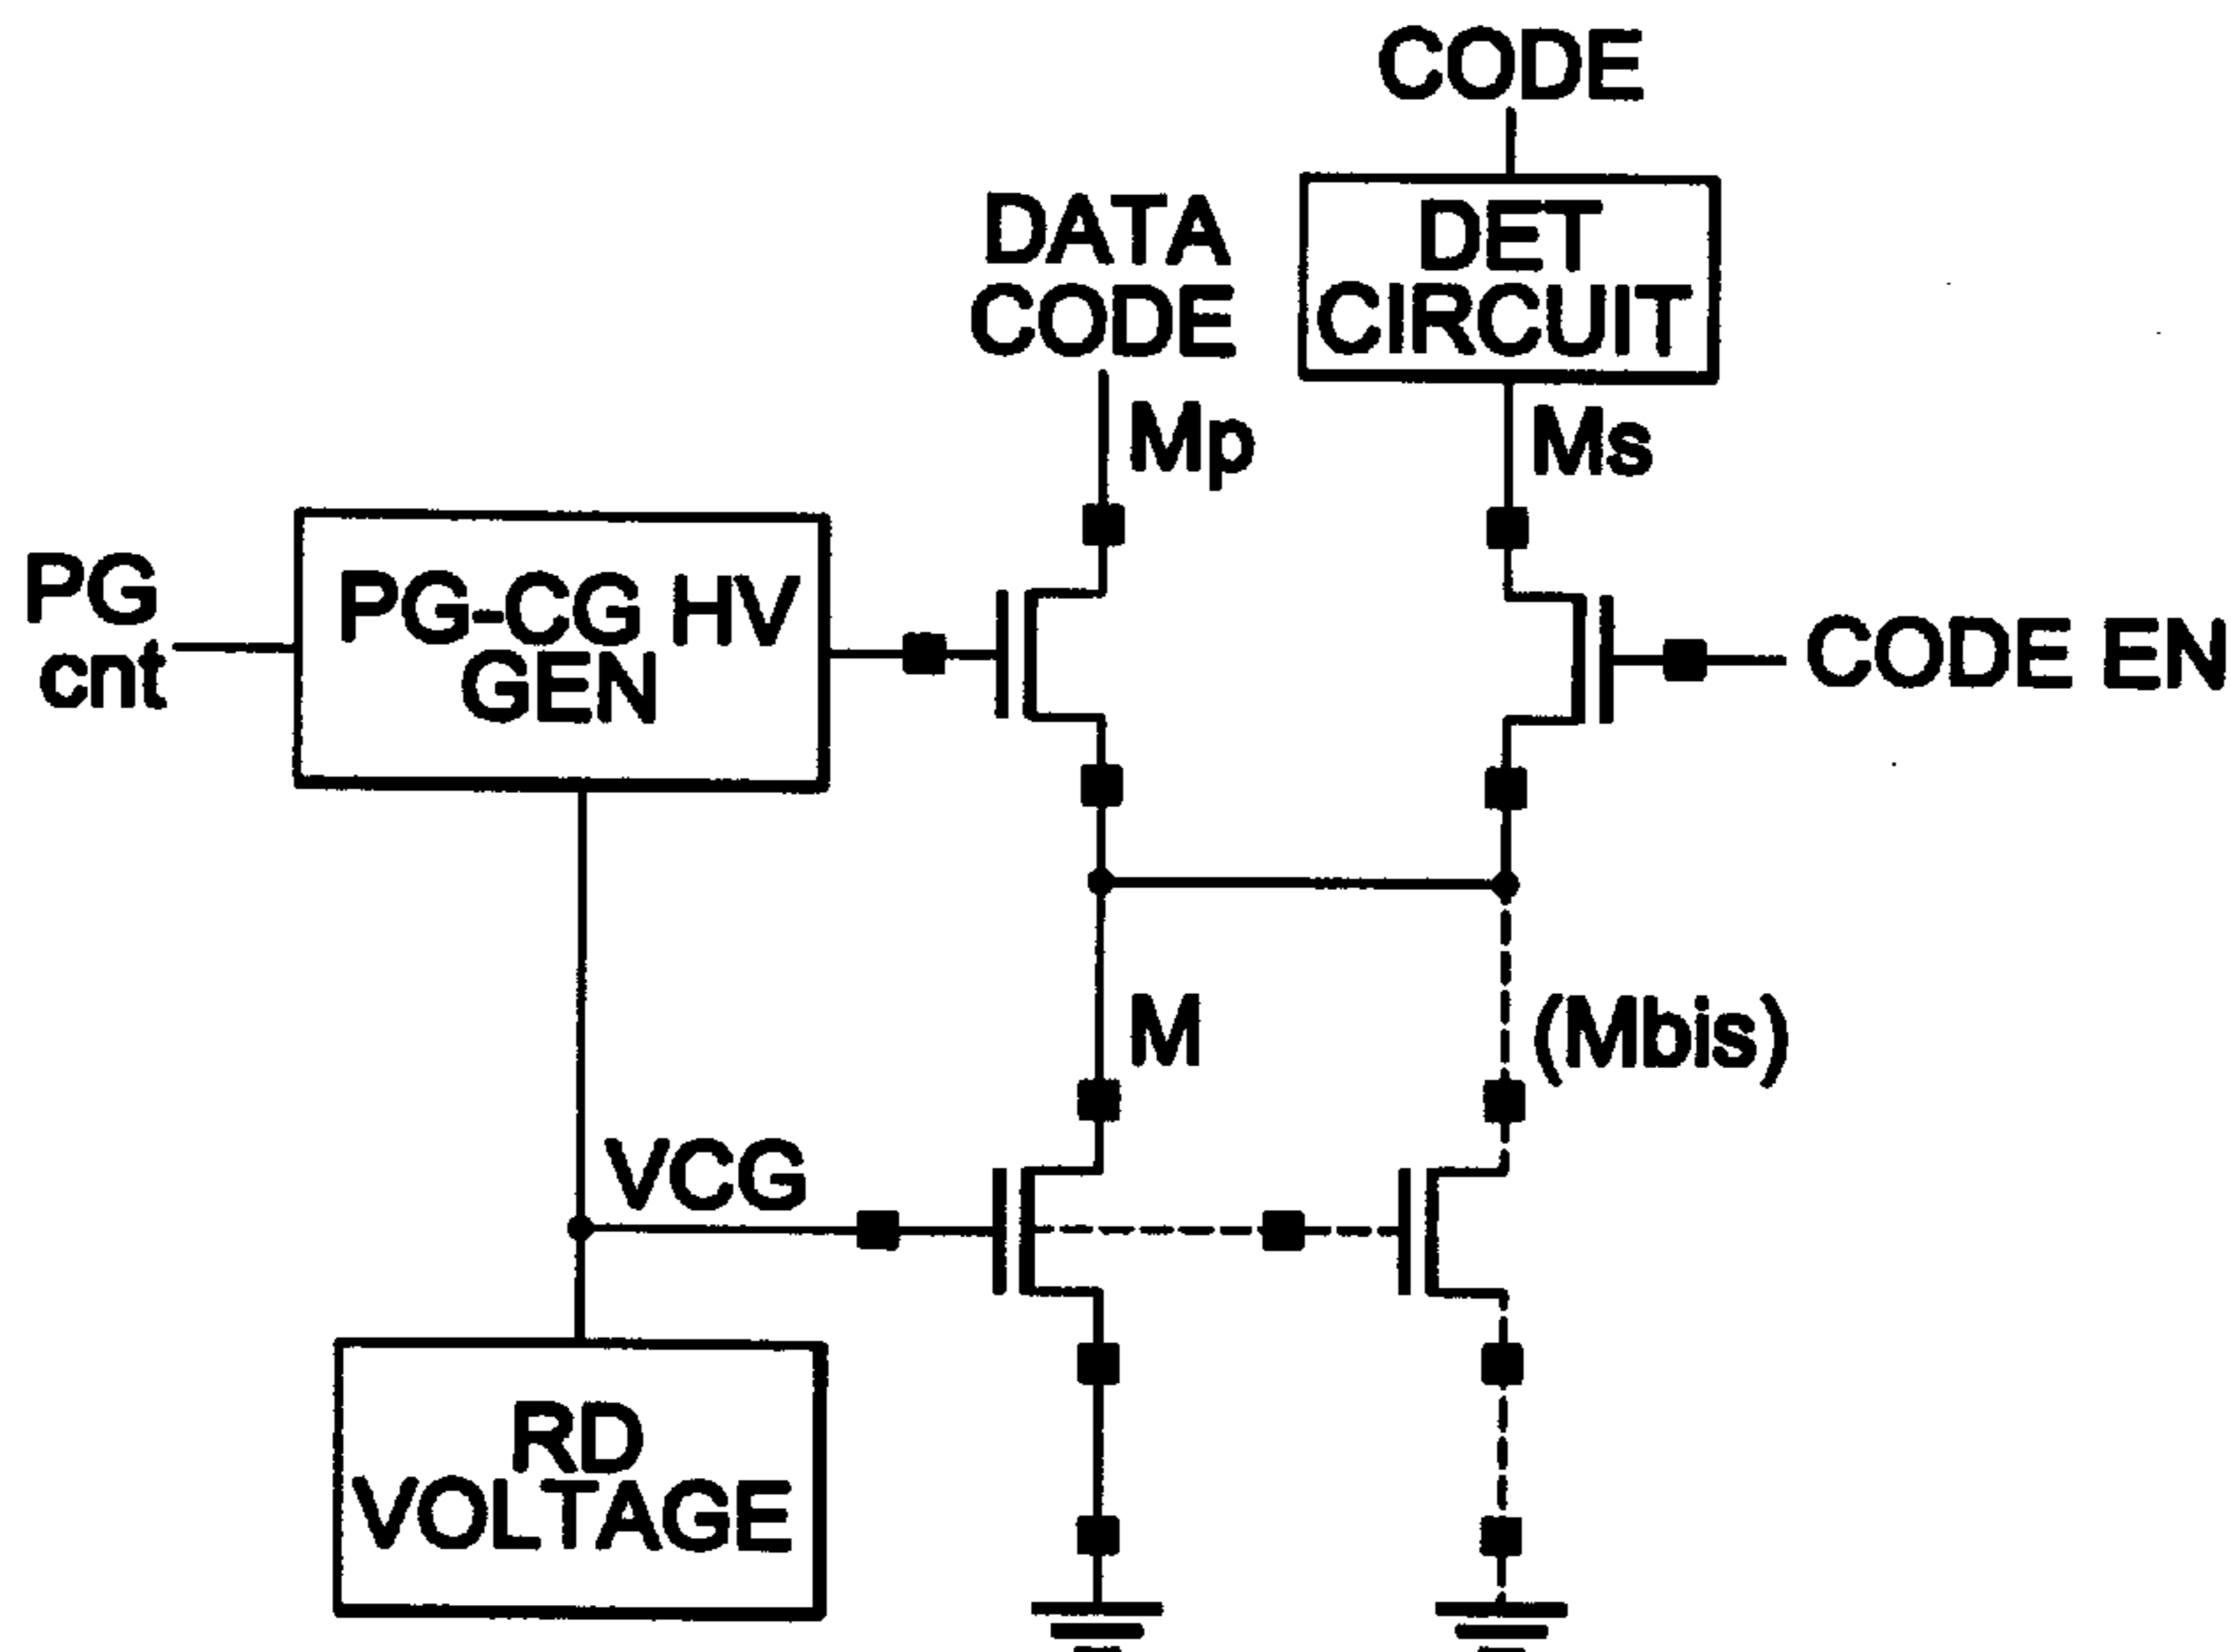 CODE
DET
CIRCUIT
DATA
CODE
Mp
Ms
PG
cnt
PG-CG HV
GEN
CODE EN
M
(Mbis)
VCG
RD
VOLTAGE